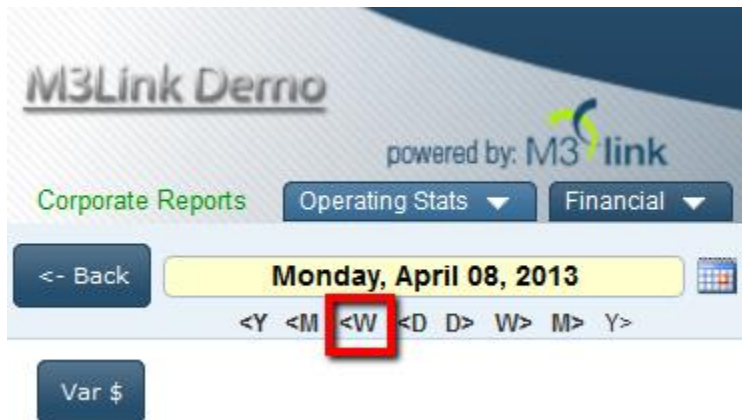 M3Link Demo
powered by: M3 link
Corporate Reports Operating Stats Financial
<- Back Monday, April 08, 2013
<Y <M <W <D D> W> M> Y>
Var $